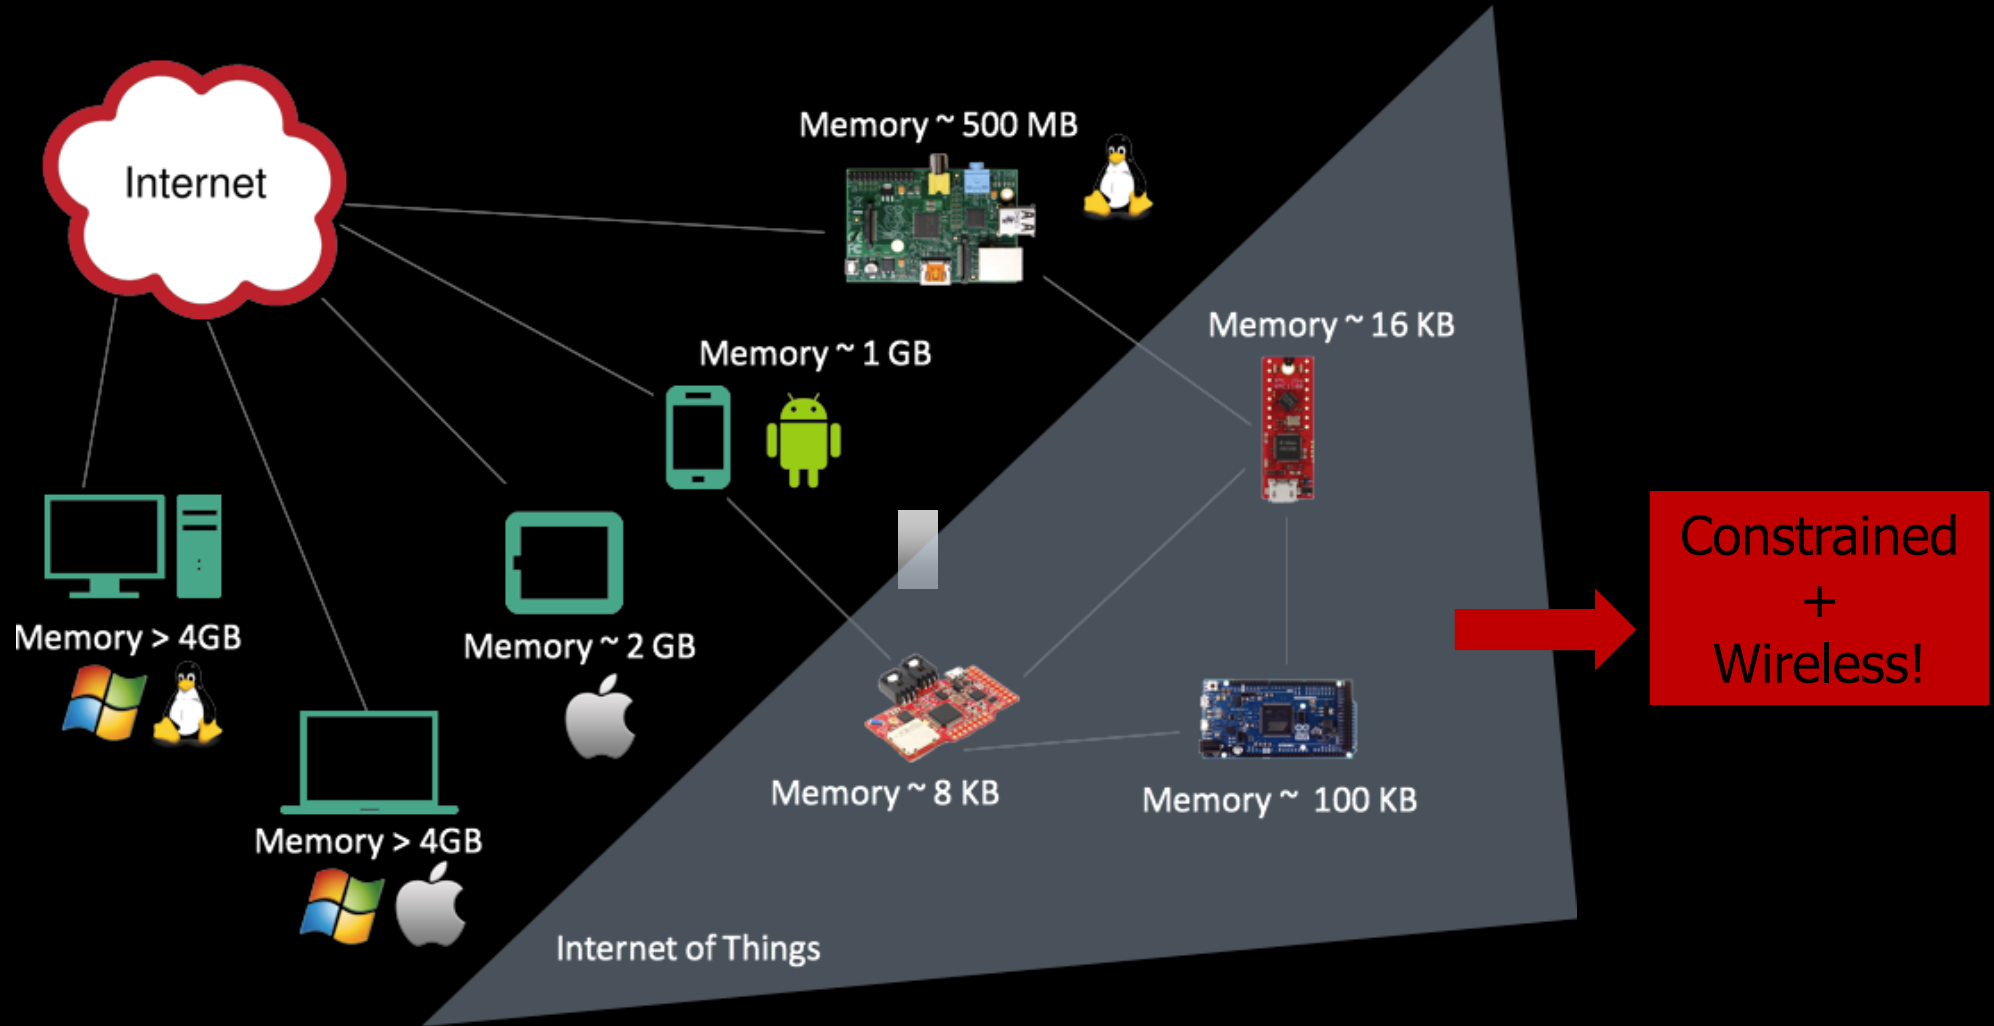 Internet
Memory ~ 500 MB
Memory ~ 16 KB
Memory ~ 1 GB
Memory > 4GB
Memory ~ 2 GB
Memory > 4GB
Memory ~ 8 KB
Memory ~ 100 KB
Internet of Things
Constrained
+
Wireless!